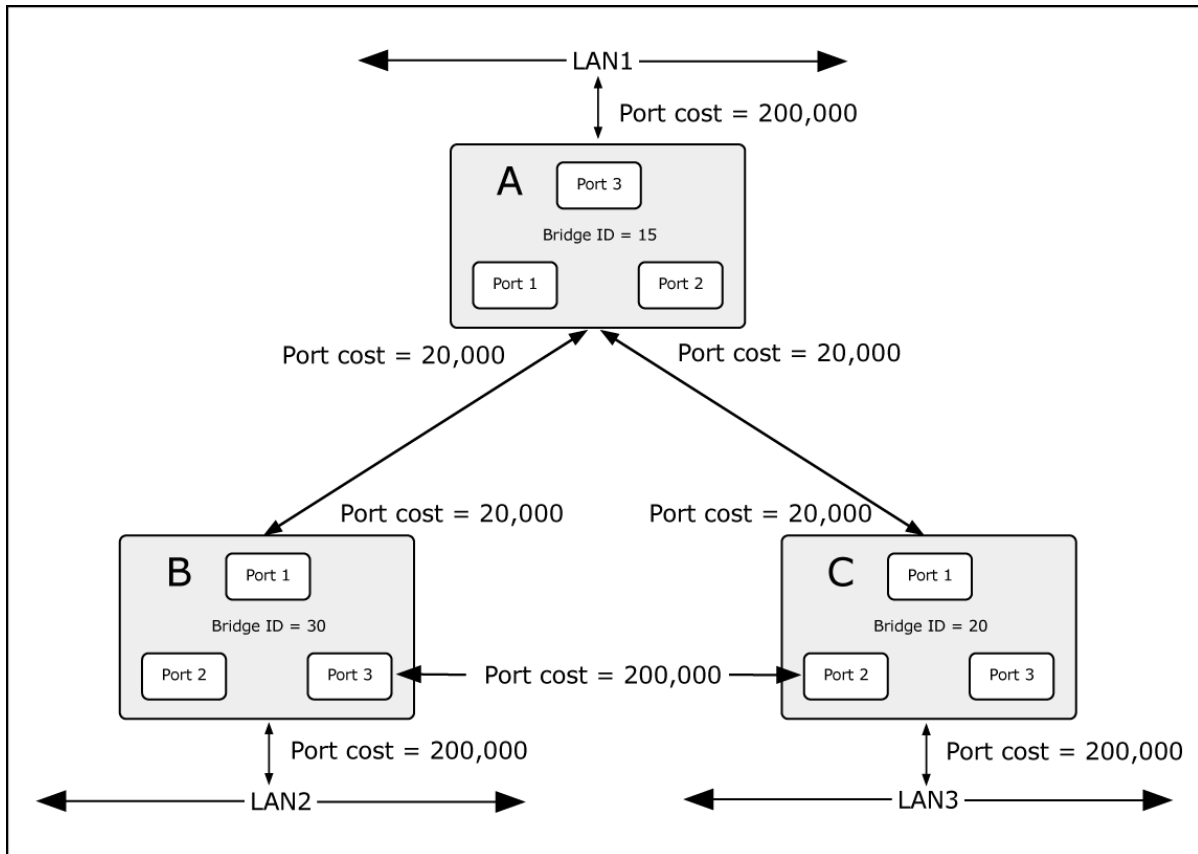 LAN1
Port cost = 200,000
A
Port 3
Bridge ID = 15
Port 1
Port 2
Port cost = 20,000
Port cost = 20,000
Port cost = 20,000
Port cost = 20,000
B
Port 1
Bridge ID = 30
Port 2
Port 3
C
Port 1
Bridge ID = 20
Port 2
Port 3
Port cost = 200,000
Port cost = 200,000
LAN2
Port cost = 200,000
LAN3